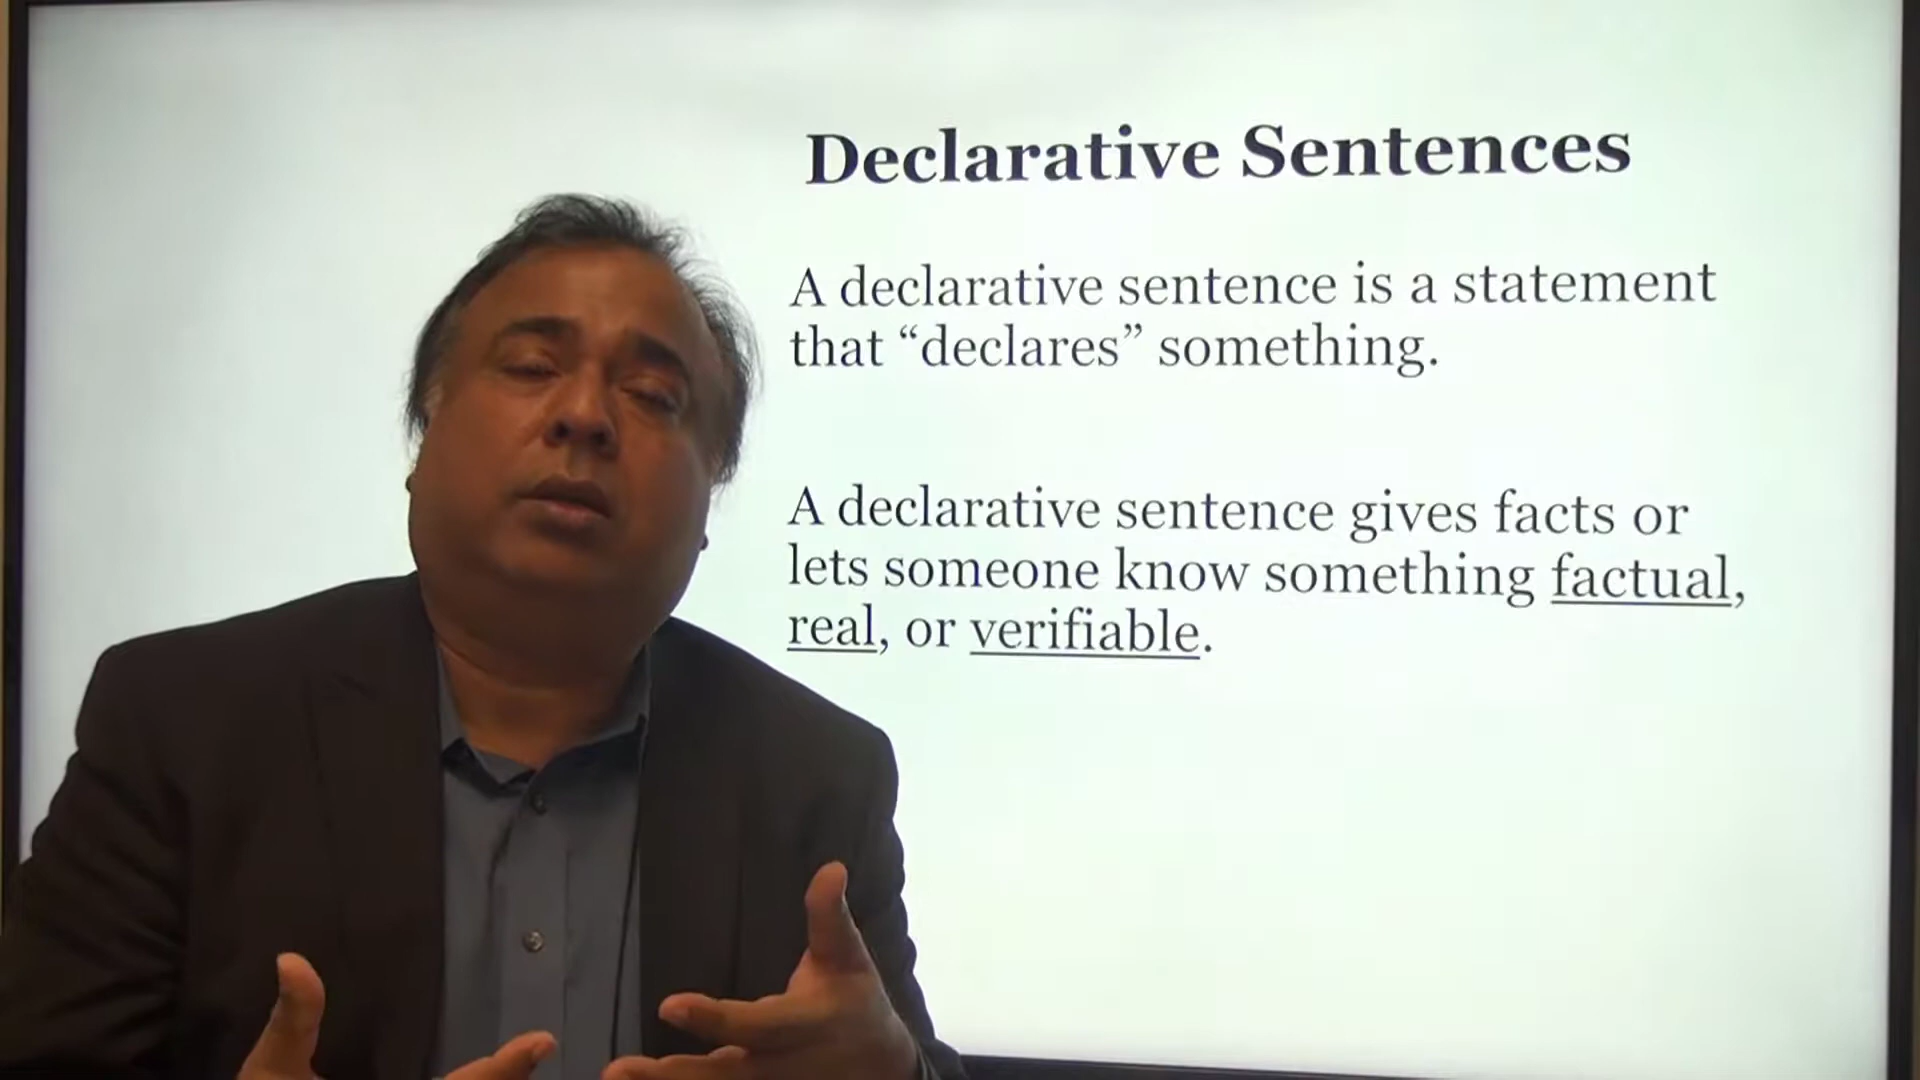 Declarative Sentences
A declarative sentence is a statement
that “declares” something.
A declarative sentence gives facts or
lets someone know something factual,
real, or verifiable.